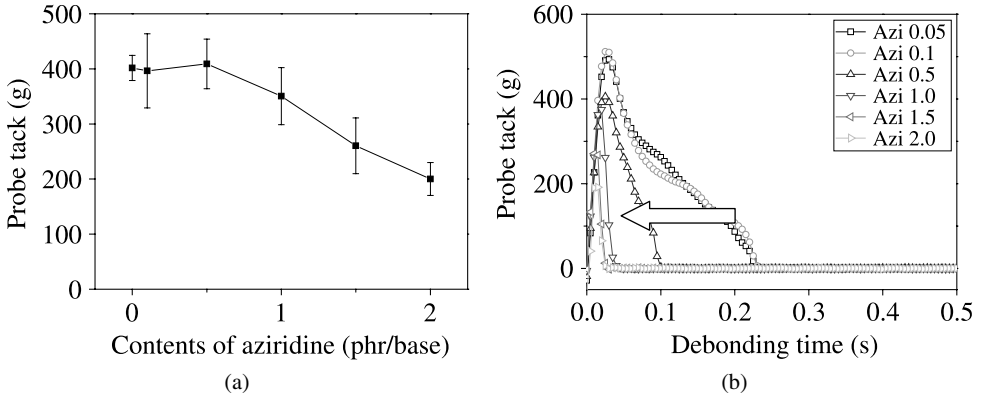 500
400
300
200
100
0
Probe tack (g)
0
1
2
Contents of aziridine (phr/base)
(a)
600
400
200
0
Probe tack (g)
Azi 0.05
Azi 0.1
Azi 0.5
Azi 1.0
Azi 1.5
Azi 2.0
0.0
0.1
0.2
0.3
0.4
0.5
Debonding time (s)
(b)